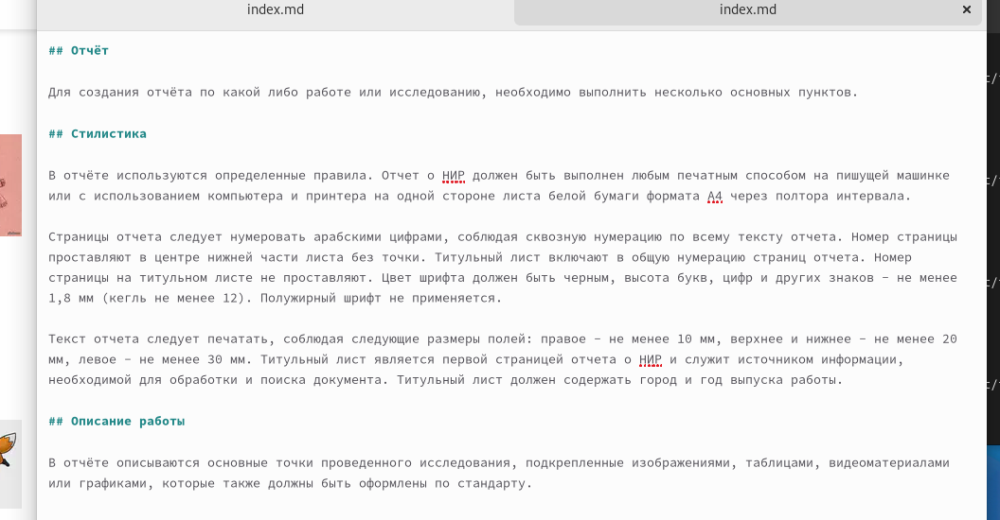 index.md
index.md
## Отчёт
Для создания отчёта по какой либо работе или исследованию, необходимо выполнить несколько основных пунктов.
## Стилистика
В отчёте используются определенные правила. Отчет о НИР должен быть выполнен любым печатным способом на пишущей машинке
или с использованием компьютера и принтера на одной стороне листа белой бумаги формата А4 через полтора интервала.
Страницы отчета следует нумеровать арабскими цифрами, соблюдая сквозную нумерацию по всему тексту отчета. Номер страницы
проставляют в центре нижней части листа без точки. Титульный лист включают в общую нумерацию страниц отчета. Номер
страницы на титульном листе не проставляют. Цвет шрифта должен быть черным, высота букв, цифр и других знаков – не менее
1,8 мм (кегль не менее 12). Полужирный шрифт не применяется.
Текст отчета следует печатать, соблюдая следующие размеры полей: правое – не менее 10 мм, верхнее и нижнее – не менее 20
мм, левое – не менее 30 мм. Титульный лист является первой страницей отчета о НИР и служит источником информации,
необходимой для обработки и поиска документа. Титульный лист должен содержать город и год выпуска работы.
## Описание работы
В отчёте описываются основные точки проведенного исследования, подкрепленные изображениями, таблицами, видеоматериалами
или графиками, которые также должны быть оформлены по стандарту.